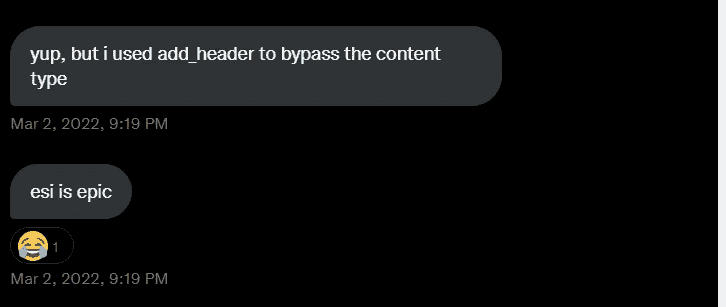 yup, but i used add_header to bypass the content
type
Mar 2, 2022, 9:19 PM
esi is epic
😂 1
Mar 2, 2022, 9:19 PM